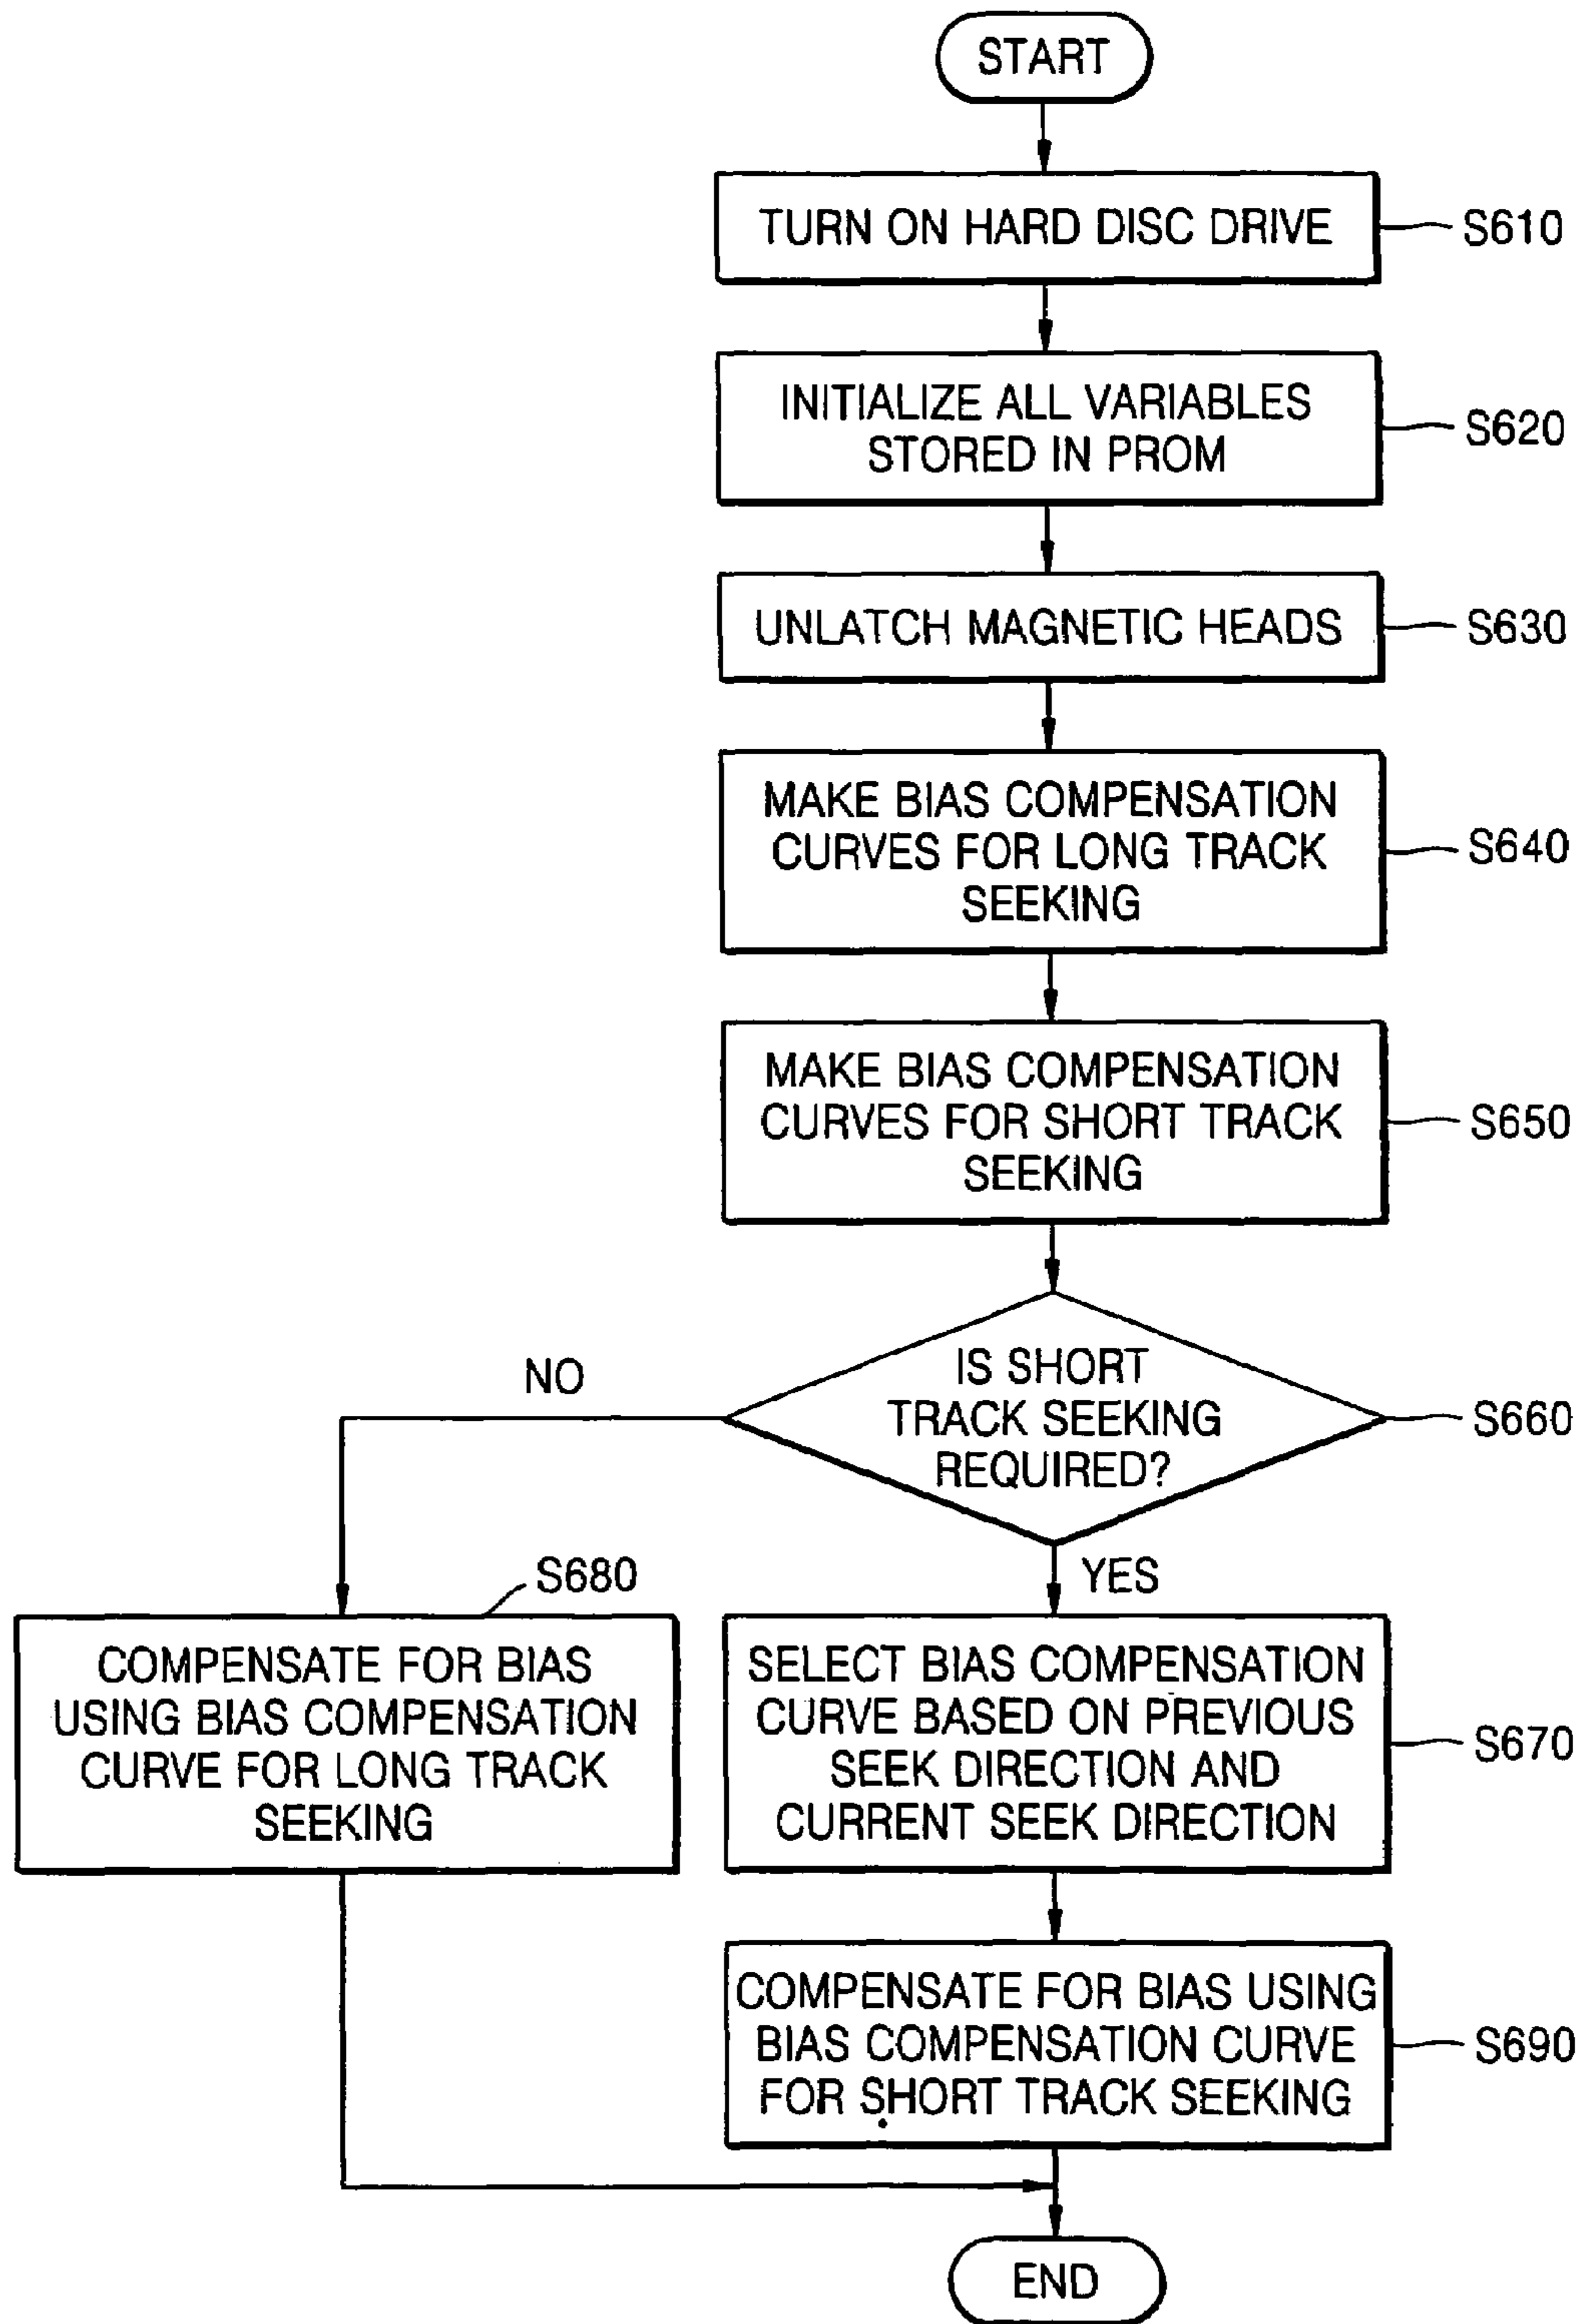 START
TURN ON HARD DISC DRIVE
S610
INITIALIZE ALL VARIABLES
STORED IN PROM
S620
UNLATCH MAGNETIC HEADS
S630
MAKE BIAS COMPENSATION
CURVES FOR LONG TRACK
SEEKING
S640
MAKE BIAS COMPENSATION
CURVES FOR SHORT TRACK
SEEKING
S650
IS SHORT
TRACK SEEKING
REQUIRED?
S660
NO
YES
S680
COMPENSATE FOR BIAS
USING BIAS COMPENSATION
CURVE FOR LONG TRACK
SEEKING
SELECT BIAS COMPENSATION
CURVE BASED ON PREVIOUS
SEEK DIRECTION AND
CURRENT SEEK DIRECTION
S670
COMPENSATE FOR BIAS USING
BIAS COMPENSATION CURVE
FOR SHORT TRACK SEEKING
S690
END